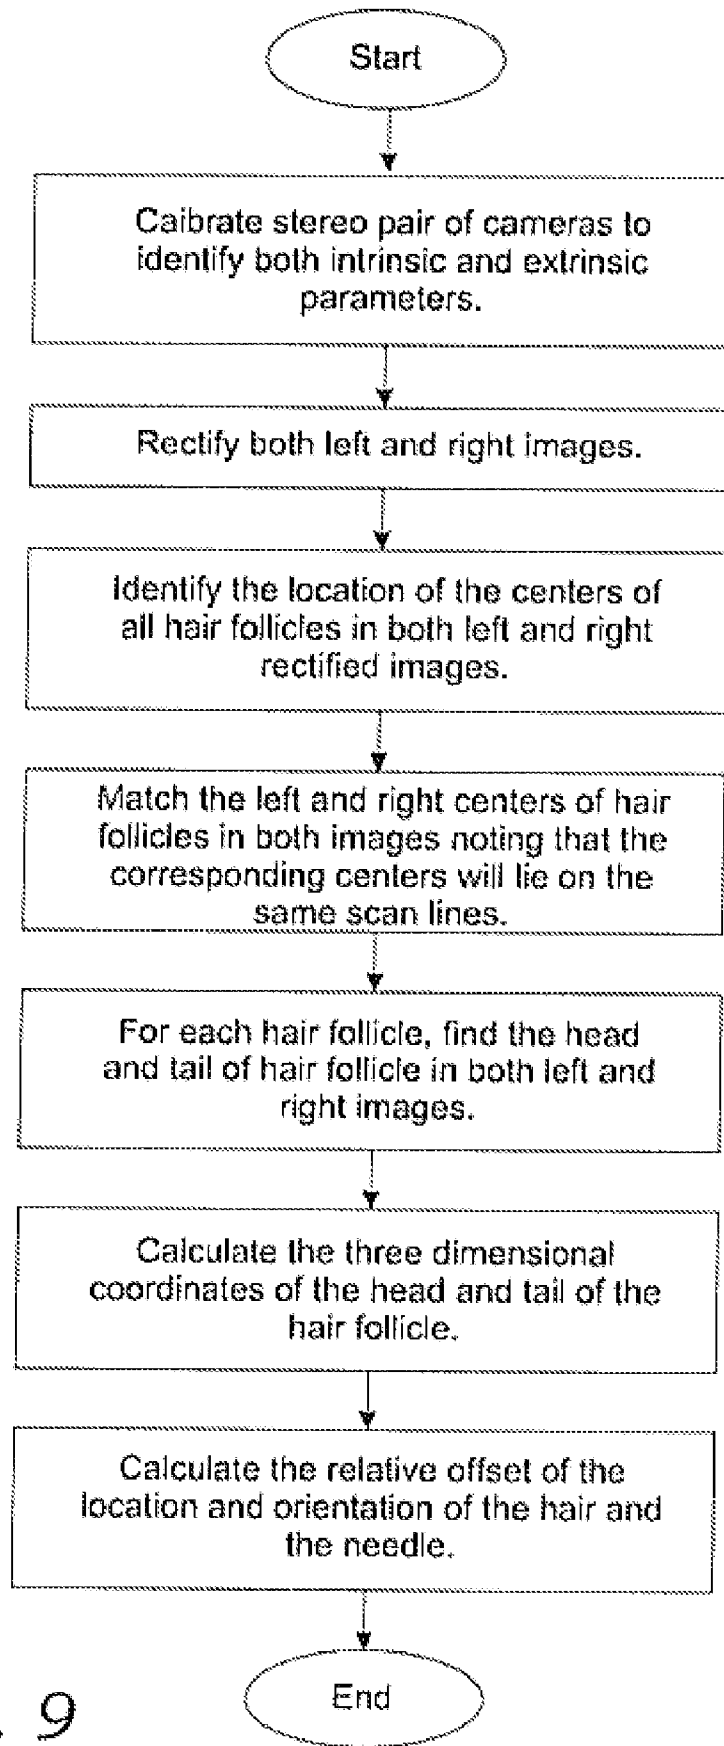 Start
Caibrate stereo pair of cameras to
identify both intrinsic and extrinsic
parameters.
Rectify both left and right images.
Identify the location of the centers of
all hair follicles in both left and right
rectified images.
Match the left and right centers of hair
follicles in both images noting that the
corresponding centers will lie on the
same scan lines.
For each hair follicle, find the head
and tail of hair follicle in both left and
right images.
Calculate the three dimensional
coordinates of the head and tail of the
hair follicle.
Calculate the relative offset of the
location and orientation of the hair and
the needle.
End
. 9